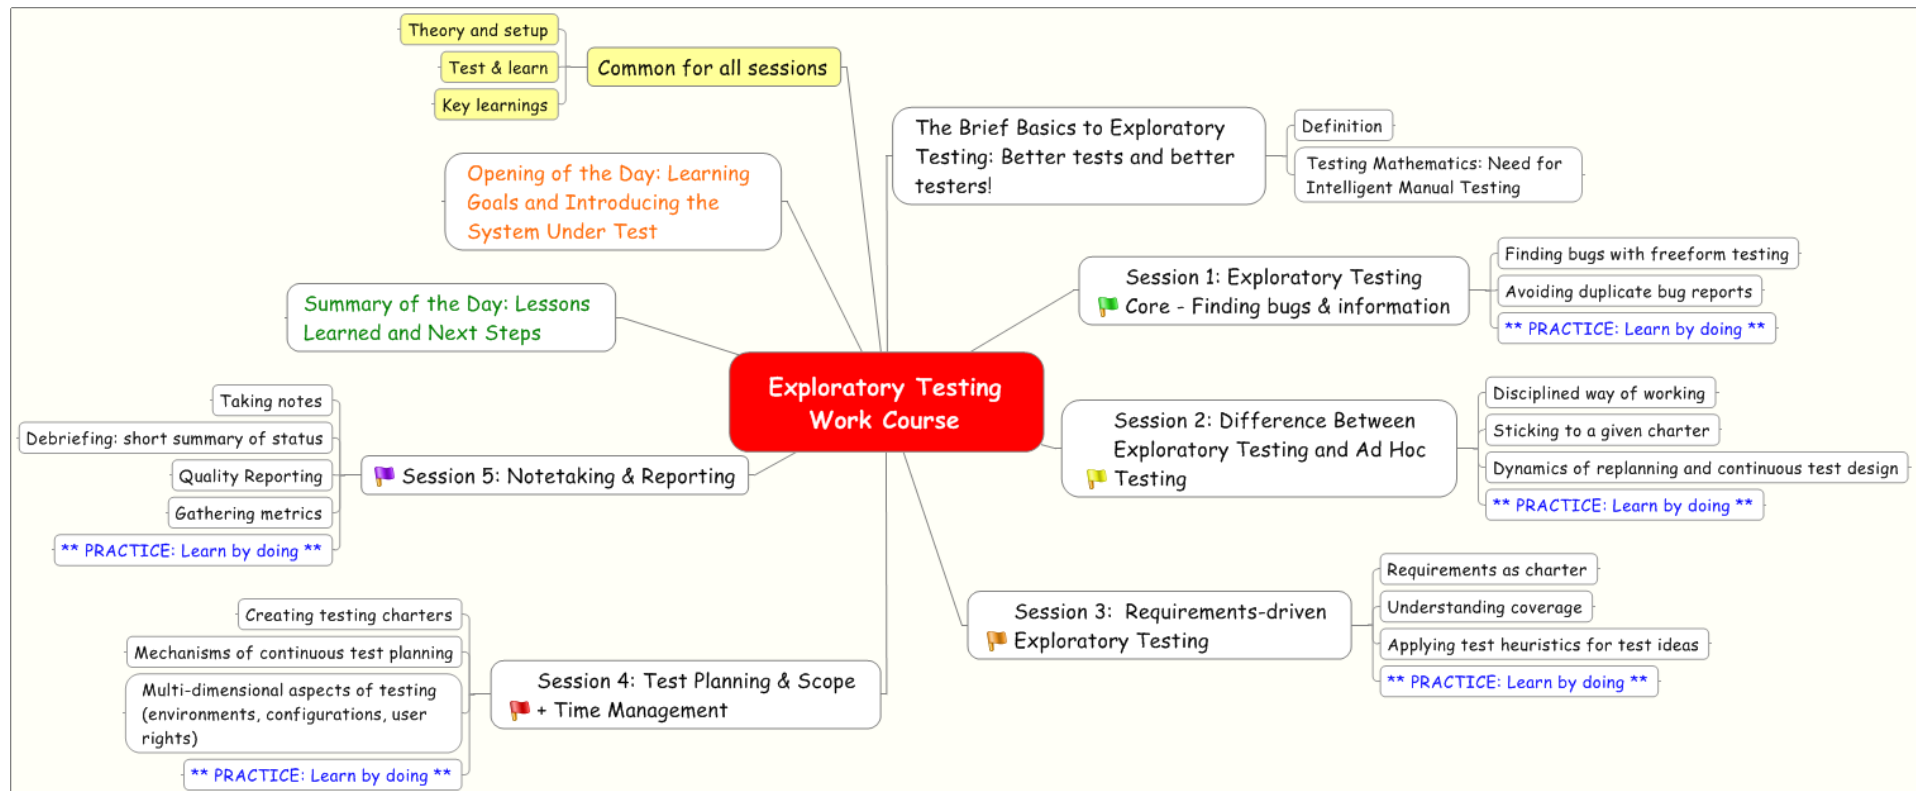 Theory and setup
Test & learn
Key learnings
Common for all sessions
The Brief Basics to Exploratory
Testing: Better tests and better
testers!
Definition
Testing Mathematics: Need for
Intelligent Manual Testing
Opening of the Day: Learning
Goals and Introducing the
System Under Test
Session 1: Exploratory Testing
Core - Finding bugs & information
Finding bugs with freeform testing
Avoiding duplicate bug reports
** PRACTICE: Learn by doing **
Summary of the Day: Lessons
Learned and Next Steps
Exploratory Testing
Work Course
Session 2: Difference Between
Exploratory Testing and Ad Hoc
Testing
Disciplined way of working
Sticking to a given charter
Dynamics of replanning and continuous test design
** PRACTICE: Learn by doing **
Taking notes
Debriefing: short summary of status
Quality Reporting
Gathering metrics
** PRACTICE: Learn by doing **
Session 5: Notetaking & Reporting
Session 3:  Requirements-driven
Exploratory Testing
Requirements as charter
Understanding coverage
Applying test heuristics for test ideas
** PRACTICE: Learn by doing **
Creating testing charters
Mechanisms of continuous test planning
Multi-dimensional aspects of testing
(environments, configurations, user
rights)
** PRACTICE: Learn by doing **
Session 4: Test Planning & Scope
+ Time Management